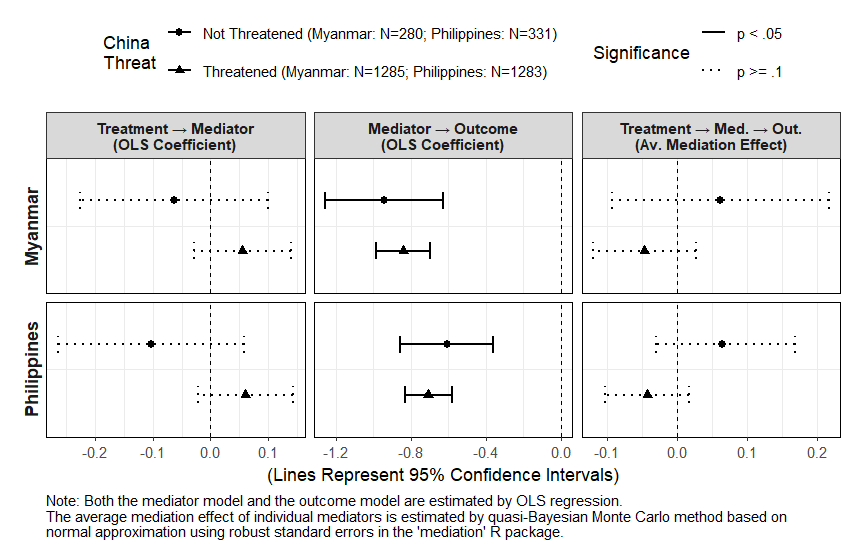 China
Threat
Not Threatened (Myanmar: N=280; Philippines: N=331)
Threatened (Myanmar: N=1285; Philippines: N=1283)
Significance
p < .05
p >= .1
Treatment → Mediator
(OLS Coefficient)
Mediator → Outcome
(OLS Coefficient)
Treatment → Med. → Out.
(Av. Mediation Effect)
Myanmar
Philippines
-0.2 -0.1 0.0 0.1
-1.2 -0.8 -0.4 0.0
-0.1 0.0 0.1 0.2
(Lines Represent 95% Confidence Intervals)
Note: Both the mediator model and the outcome model are estimated by OLS regression.
The average mediation effect of individual mediators is estimated by quasi-Bayesian Monte Carlo method based on
normal approximation using robust standard errors in the 'mediation' R package.